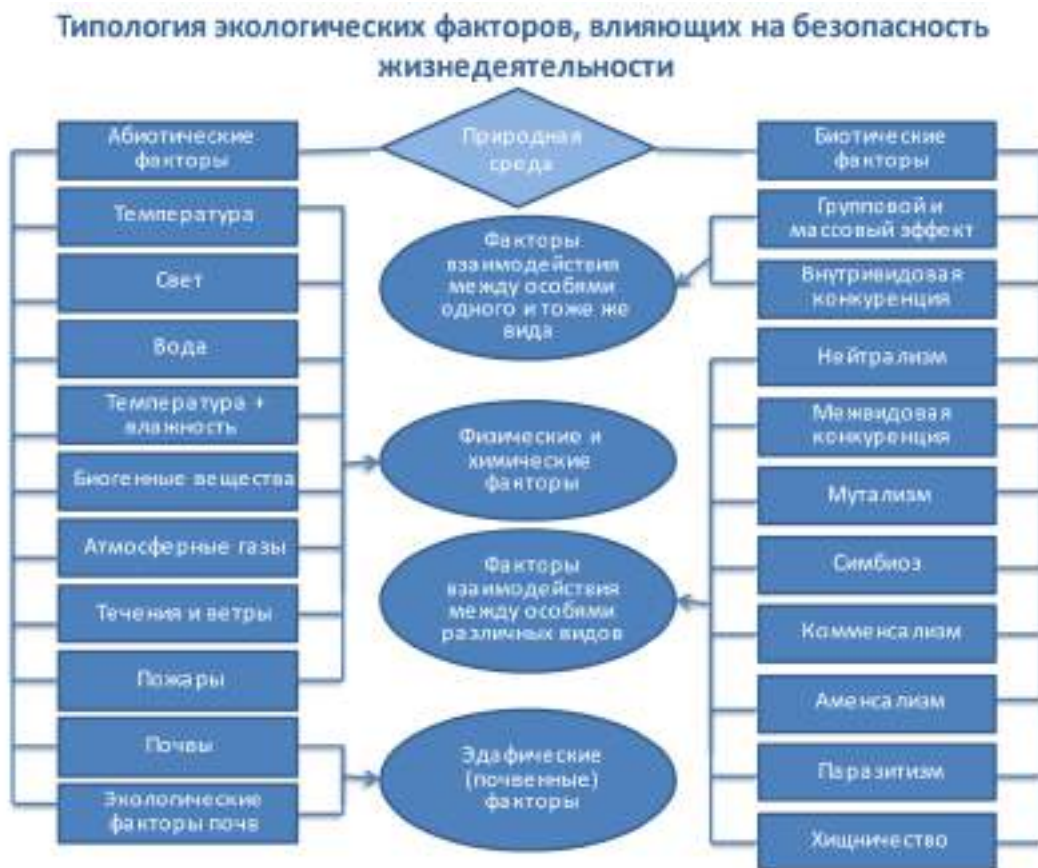 Типология экологических факторов, влияющих на безопасность
жизнедеятельности
Абиотические
факторы
Природная
среда
Биотические
факторы
Температура
Свет
Вода
Температура +
влажность
Биогенные вещества
Атмосферные газы
Течения и ветры
Пожары
Почвы
Экологические
факторы почв
Факторы
взаимодействия
между особями
одного и тоже же
вида
Физические и
химические
факторы
Факторы
взаимодействия
между особями
различных видов
Эдафические
(почвенные)
факторы
Групповой и
массовый эффект
Внутривидовая
конкуренция
Нейтрализм
Межвидовая
конкуренция
Мутализм
Симбиоз
Комменсализм
Аменсализм
Паразитизм
Хищничество